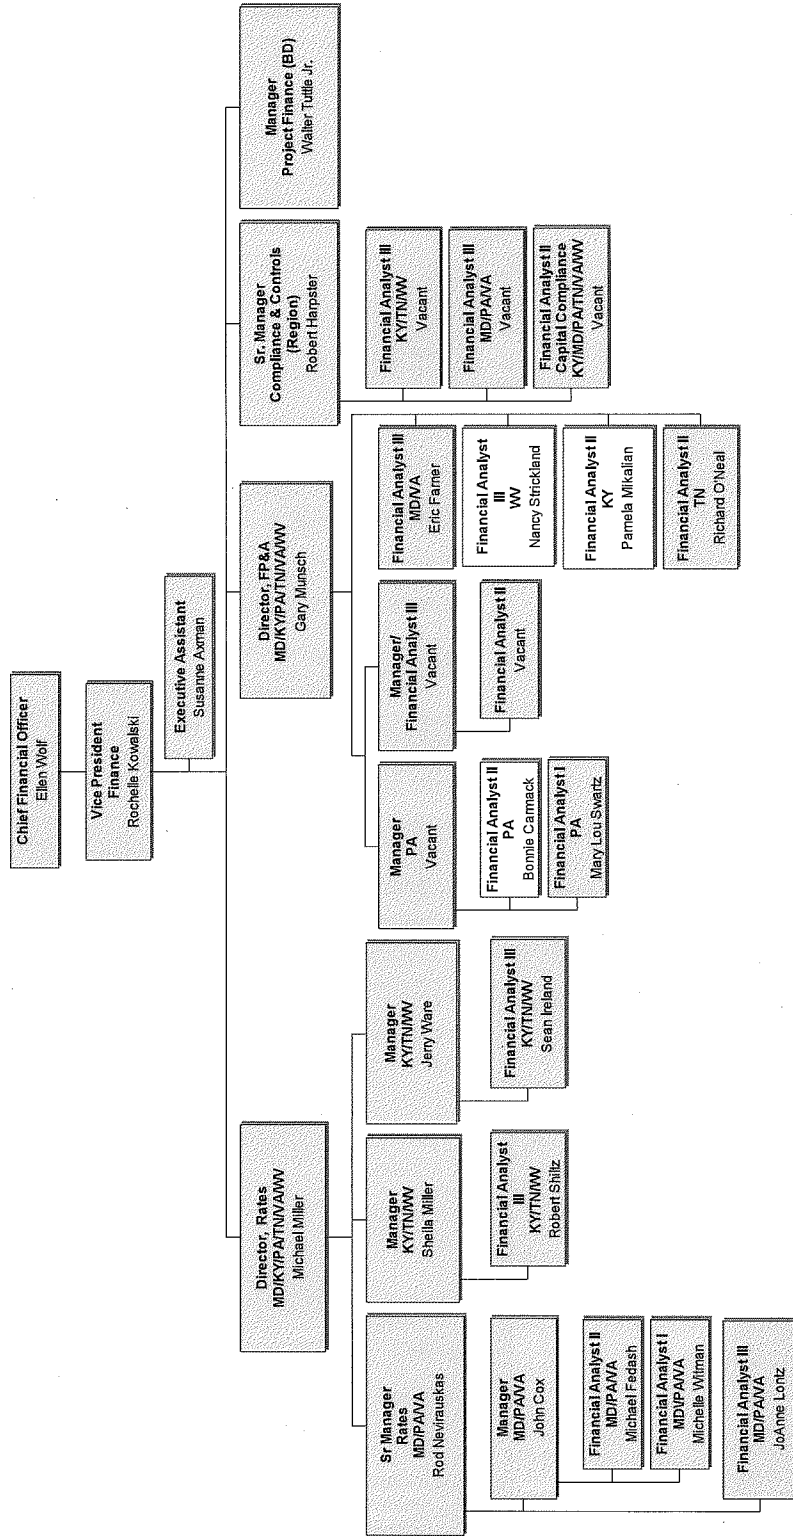 Chief Financial Officer
Ellen Wolf
Vice President
Finance
Rochelle Kowalski
Executive Assistant
Susanne Axman
Director, Rates
MD/KY/PA/TN/VA/WV
Michael Miller
Director, FP&A
MD/KY/PA/TN/VA/WV
Gary Munsch
Sr. Manager
Compliance & Controls
(Region)
Robert Harpster
Manager
Project Finance (BD)
Walter Tuttle Jr.
Sr Manager
Rates
MD/PA/VA
Rod Nevirauskas
Manager
MD/PA/VA
John Cox
Financial Analyst II
MD/PA/VA
Michael Fedash
Financial Analyst I
MD/PA/VA
Michelle Witman
Financial Analyst III
MD/PA/VA
JoAnne Lontz
Manager
KY/TN/WV
Sheila Miller
Financial Analyst
III
KY/TN/WV
Robert Shiltz
Manager
KY/TN/WV
Jerry Ware
Financial Analyst III
KY/TN/WV
Sean Ireland
Manager
PA
Vacant
Financial Analyst II
PA
Bonnie Carmack
Financial Analyst I
PA
Mary Lou Swartz
Manager/
Financial Analyst III
Vacant
Financial Analyst II
Vacant
Financial Analyst III
MD/VA
Eric Farner
Financial Analyst
III
WV
Nancy Strickland
Financial Analyst II
KY
Pamela Mikalian
Financial Analyst II
TN
Richard O'Neal
Financial Analyst III
KY/TN/WV
Vacant
Financial Analyst III
MD/PA/VA
Vacant
Financial Analyst II
Capital Compliance
KY/MD/PA/TN/VA/WV
Vacant